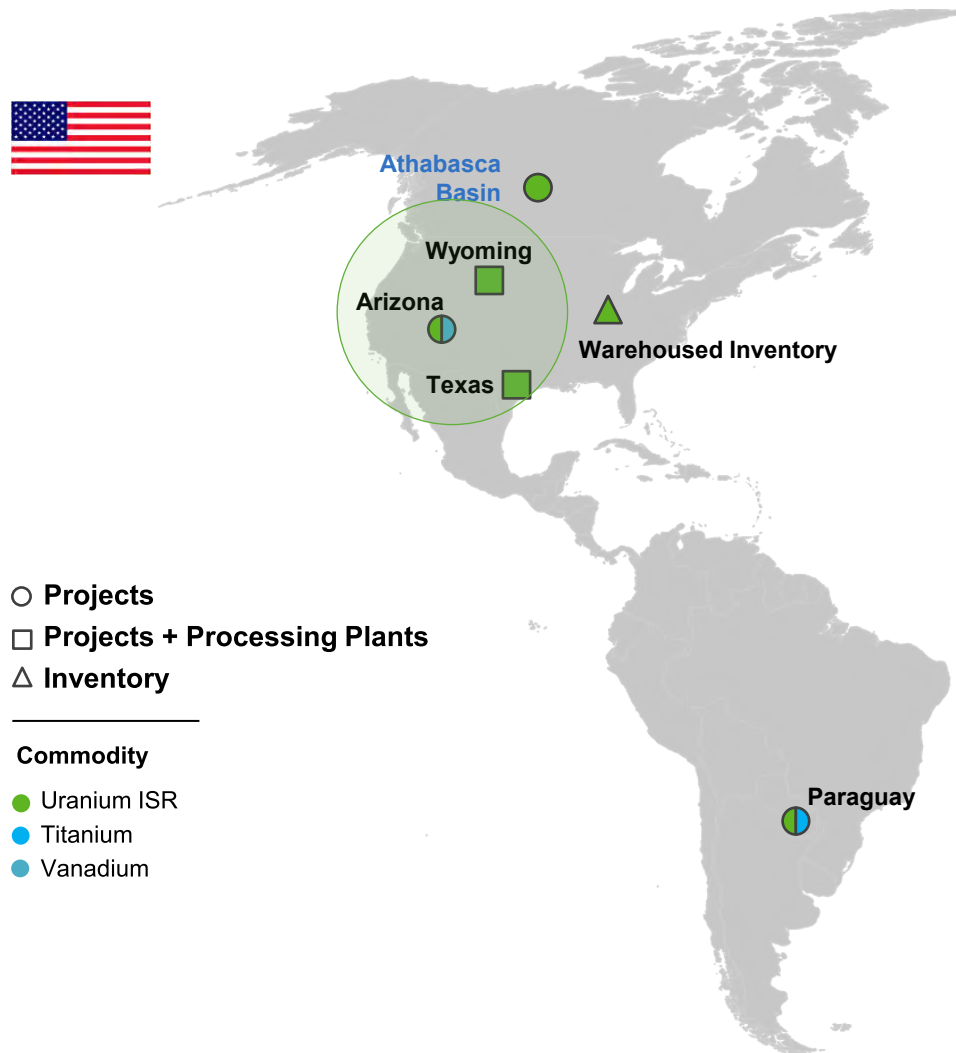 Athabasca
Basin
Wyoming
Arizona
Warehoused Inventory
Texas
Projects
Projects + Processing Plants
Inventory
Commodity
Uranium ISR
Titanium
Vanadium
Paraguay